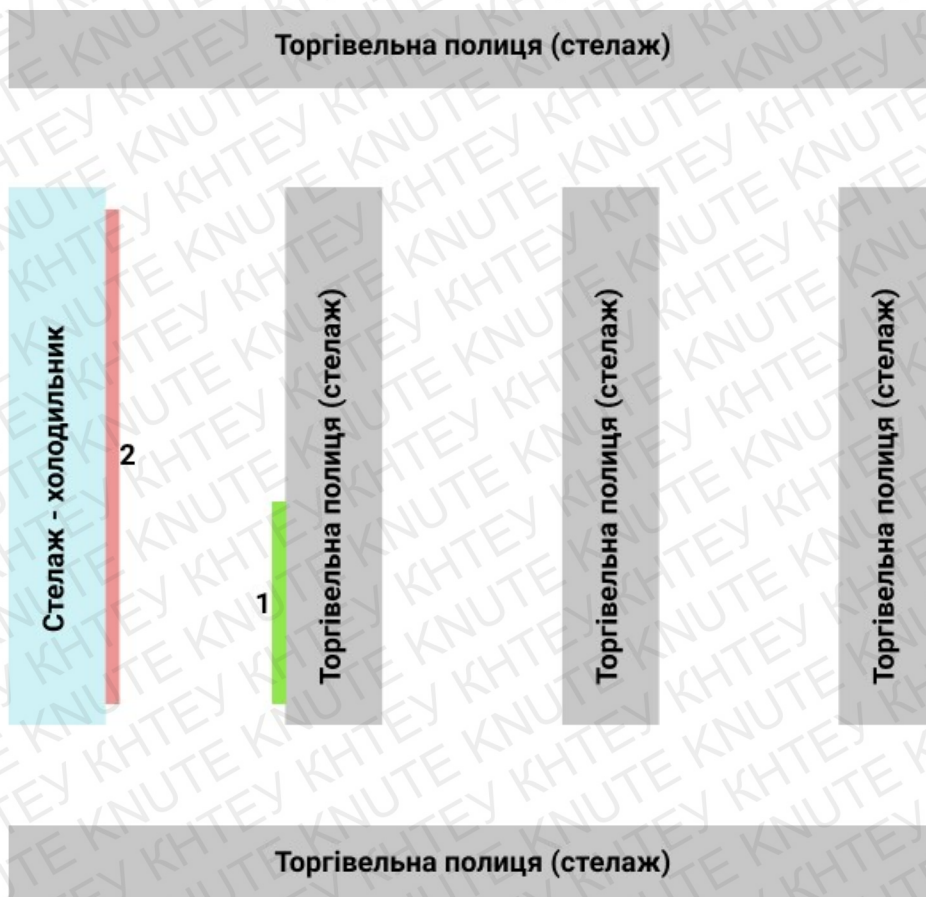 Торгівельна полиця (стелаж)
Стелаж - холодильник
2
1
Торгівельна полиця (стелаж)
Торгівельна полиця (стелаж)
Торгівельна полиця (стелаж)
Торгівельна полиця (стелаж)
КНТЕУ KNUTE